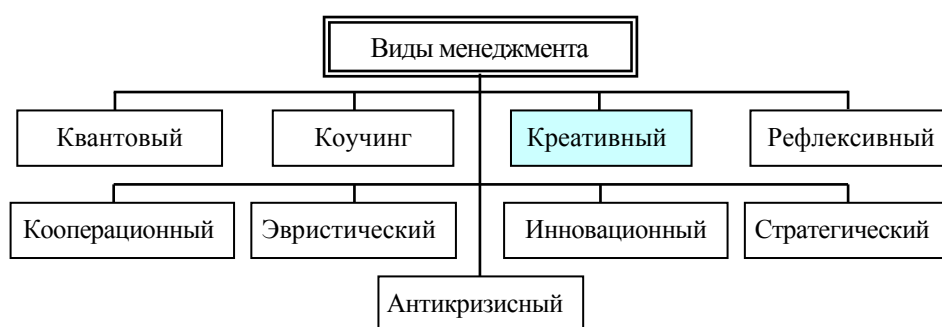 Виды менеджмента
Квантовый Коучинг Креативный Рефлексивный
Кооперационный Эвристический Инновационный Стратегический
Антикризисный